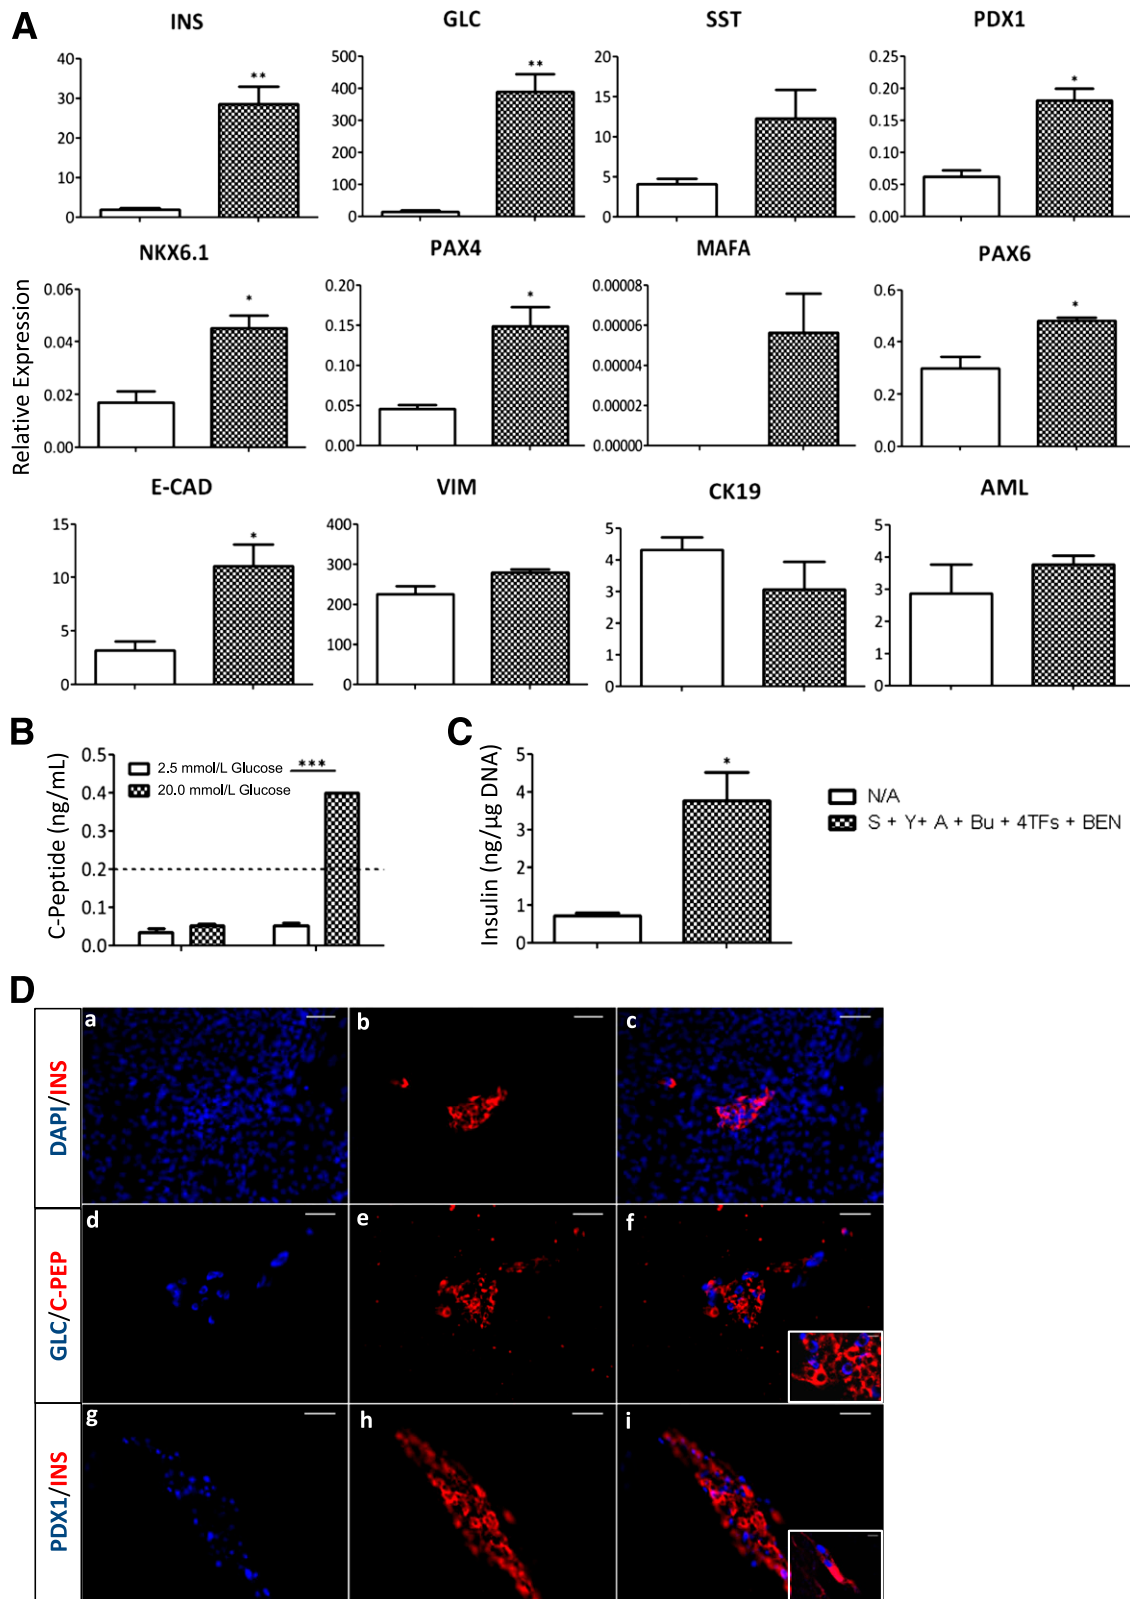 A
INS GLC SST PDX1
40 500 20 0.25
** ** *
30 400 15 0.20
300 0.15
20 10
200 0.10
10 5
100 0.05
0 0 0 0.00
NKX6.1 PAX4 MAFA PAX6
0.06 0.20 0.00008 0.6
* * *
0.15 0.00006
0.04 0.4
0.10 0.00004
0.02 0.2
0.05 0.00002
0.00 0.00 0.00000 0.0
Relative Expression
E-CAD VIM CK19 AML
15 400 5 5
* 
300 4 4
10
3 3
200
5 2 2
100
1 1
0 0 0 0
B
C-Peptide (ng/mL)
0.5
2.5 mmol/L Glucose ***
20.0 mmol/L Glucose
0.4
0.3
0.2
0.1
0.0
C
Insulin (ng/µg DNA)
5
*
4
3
2
1
0
N/A
S + Y+ A + Bu + 4TFs + BEN
D
DAPI/INS
a b c
GLC/C-PEP
d e f
PDX1/INS
g h i